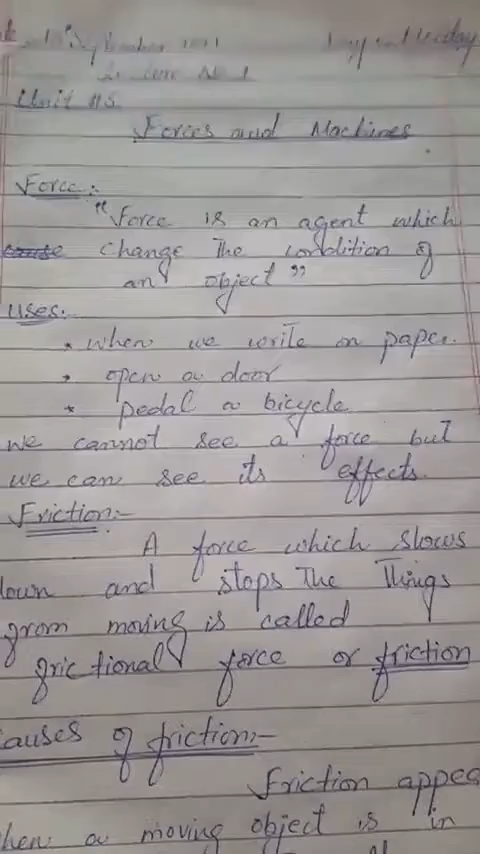 Unit #5
Forces and Machines
Force:-
"Force is an agent which
cause change the condition of
an object"
Uses:-
* when we write on paper.
* open a door
* pedal a bicycle
we cannot see a force but
we can see its effects.
Friction:-
A force which slows
down and stops the things
from moving is called
frictional force or friction
Causes of friction:-
Friction appea
when a moving object is in